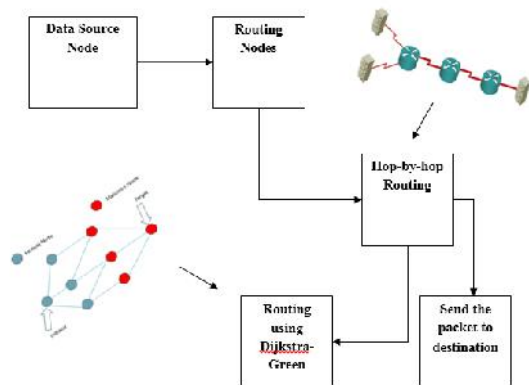 Data Source
Node
Routing
Nodes
Hop-by-hop
Routing
Routing
using
Dijkstra-
Green
Send the
packet to
destination